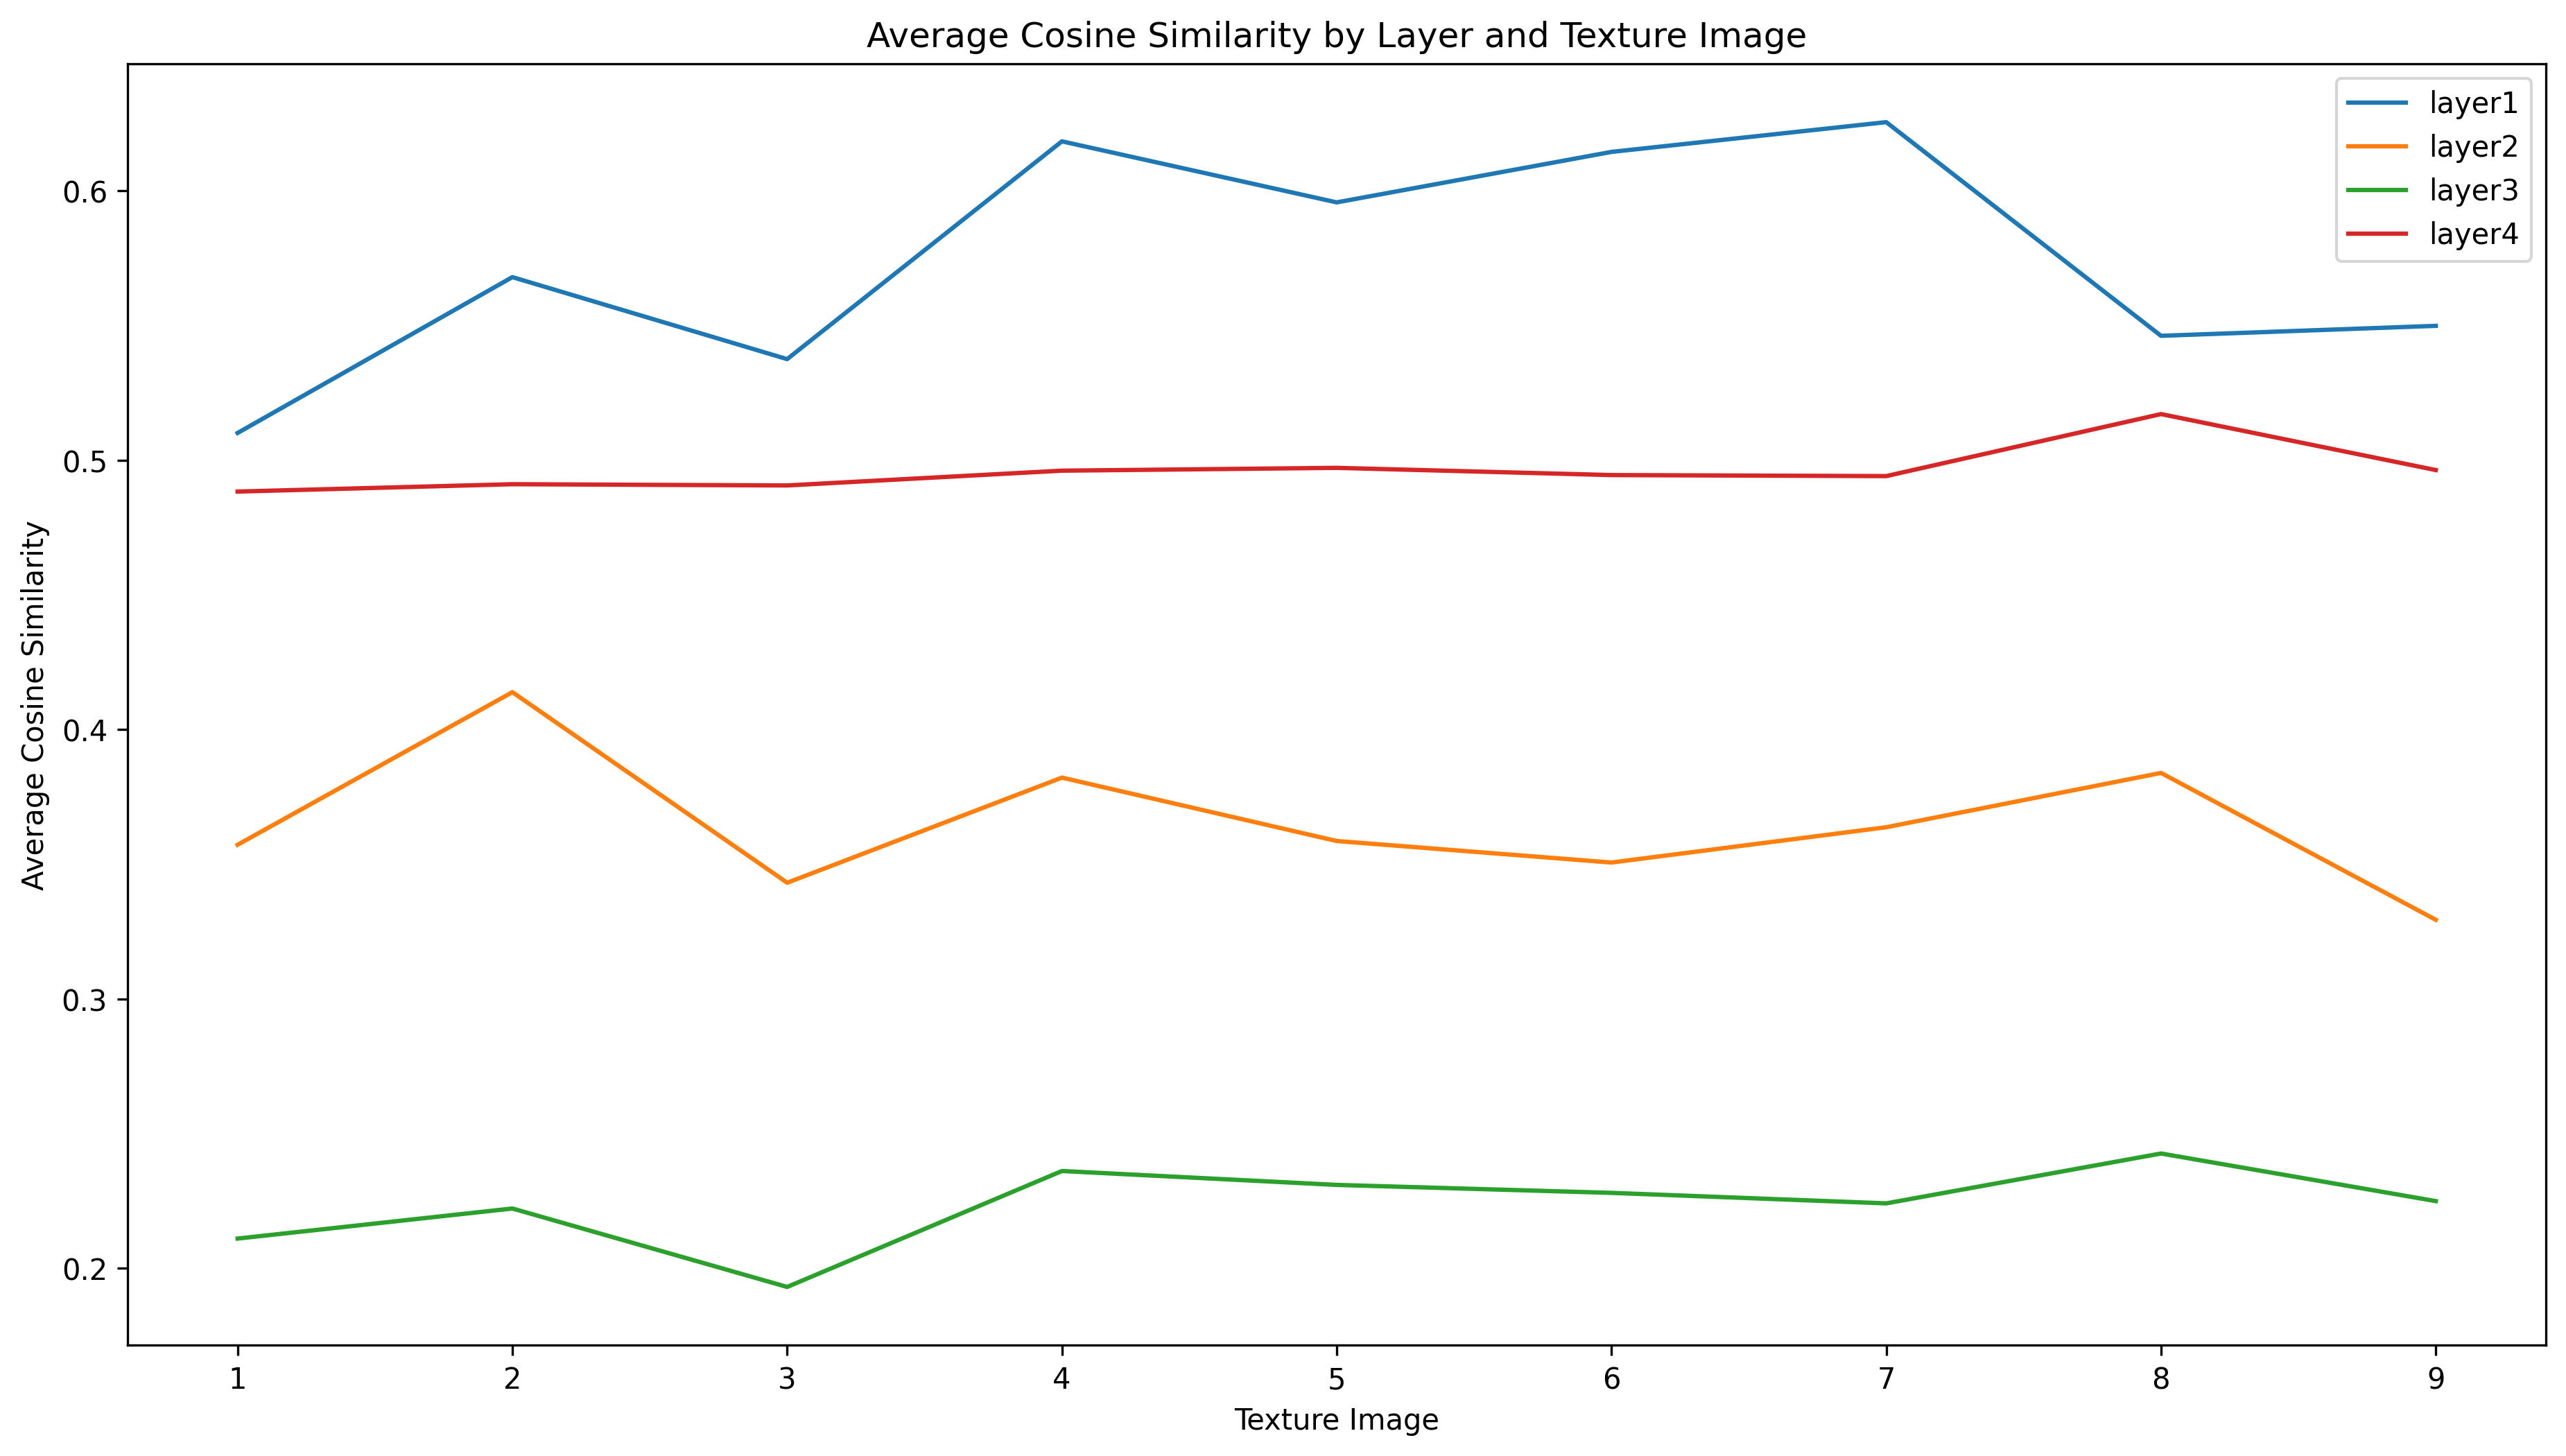 Average Cosine Similarity by Layer and Texture Image
layer1
layer2
layer3
layer4
0.6
0.5
0.4
0.3
0.2
Average Cosine Similarity
1 2 3 4 5 6 7 8 9
Texture Image